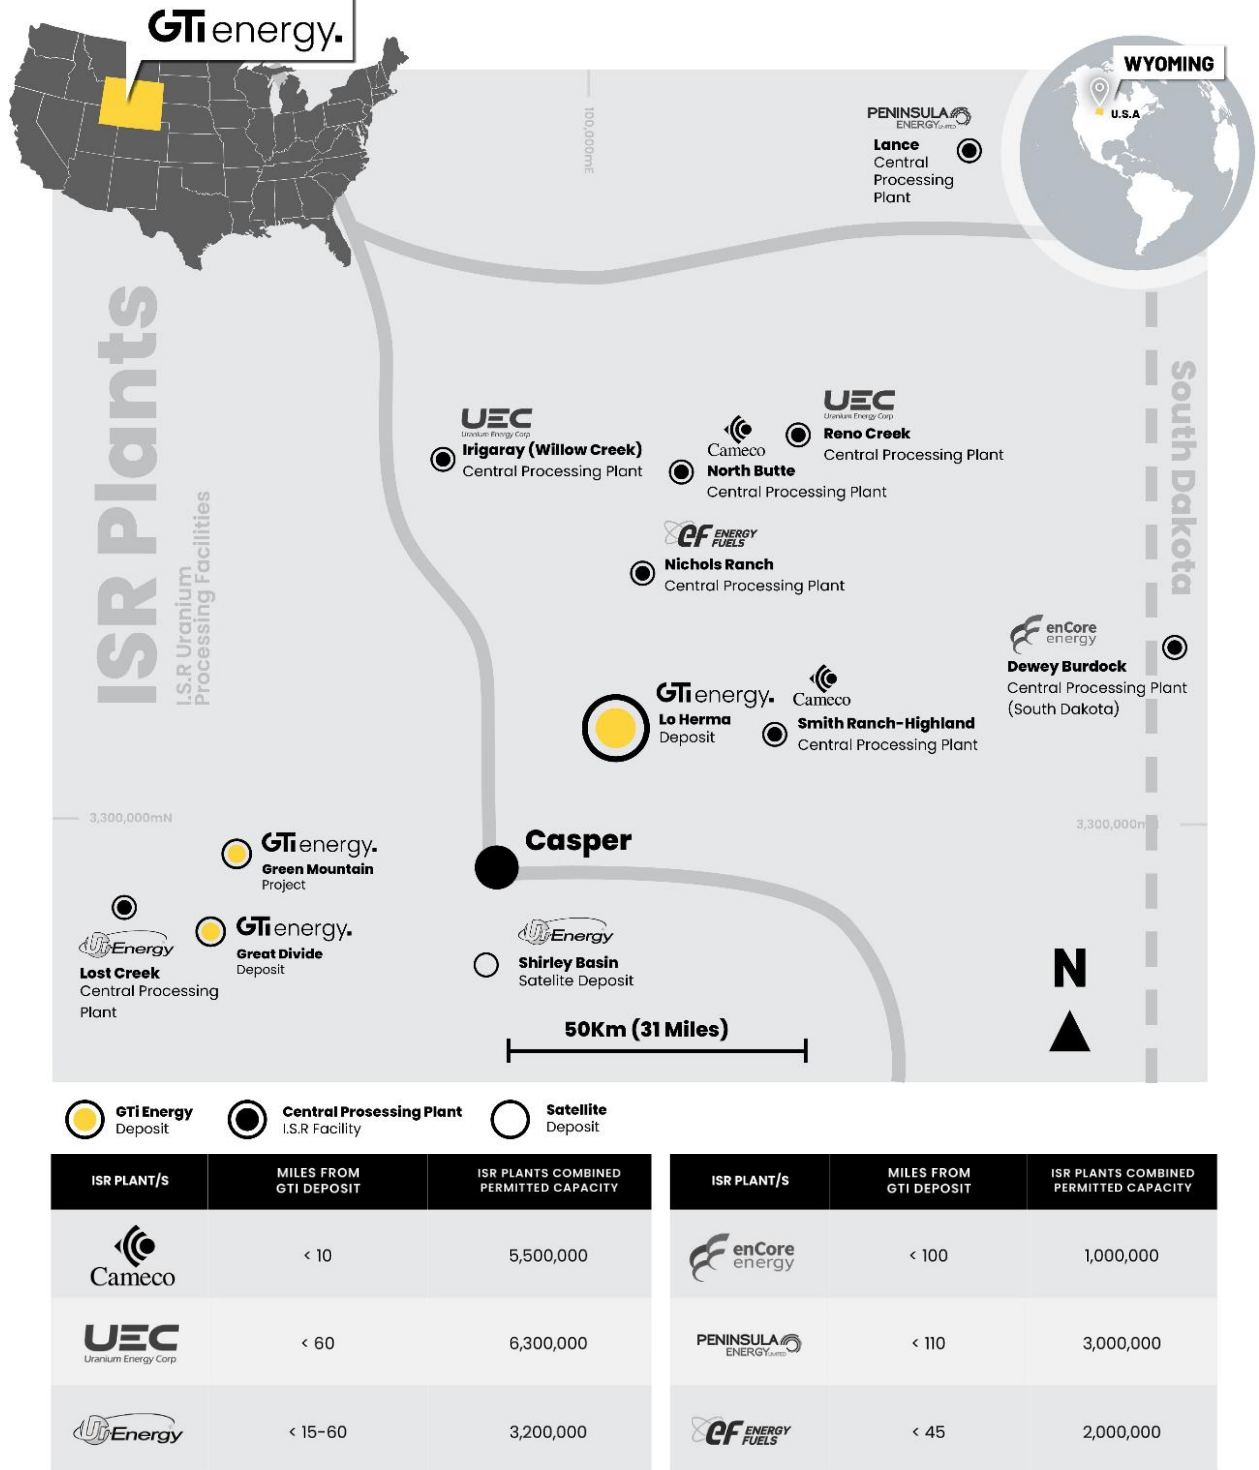 GTi energy.
WYOMING
U.S.A
100,000mE
PENINSULA
ENERGY LIMITED
Lance
Central
Processing
Plant
ISR Plants
I.S.R Uranium
Processing Facilities
South Dakota
UEC
Uranium Energy Corp
Irigaray (Willow Creek)
Central Processing Plant
Cameco
North Butte
Central Processing Plant
UEC
Uranium Energy Corp
Reno Creek
Central Processing Plant
ef ENERGY
FUELS
Nichols Ranch
Central Processing Plant
enCore
energy
Dewey Burdock
Central Processing Plant
(South Dakota)
GTi energy.
Lo Herma
Deposit
Cameco
Smith Ranch-Highland
Central Processing Plant
3,300,000mN
3,300,000m
Casper
GTi energy.
Green Mountain
Project
GTi energy.
Great Divide
Deposit
Ur Energy
Lost Creek
Central Processing
Plant
Ur Energy
Shirley Basin
Satelite Deposit
N
50Km (31 Miles)
GTi Energy
Deposit
Central Prosessing Plant
I.S.R Facility
Satellite
Deposit
ISR PLANT/S
MILES FROM
GTI DEPOSIT
ISR PLANTS COMBINED
PERMITTED CAPACITY
Cameco
< 10
5,500,000
UEC
Uranium Energy Corp
< 60
6,300,000
Ur Energy
< 15-60
3,200,000
ISR PLANT/S
MILES FROM
GTI DEPOSIT
ISR PLANTS COMBINED
PERMITTED CAPACITY
enCore
energy
< 100
1,000,000
PENINSULA
ENERGY LIMITED
< 110
3,000,000
ef ENERGY
FUELS
< 45
2,000,000